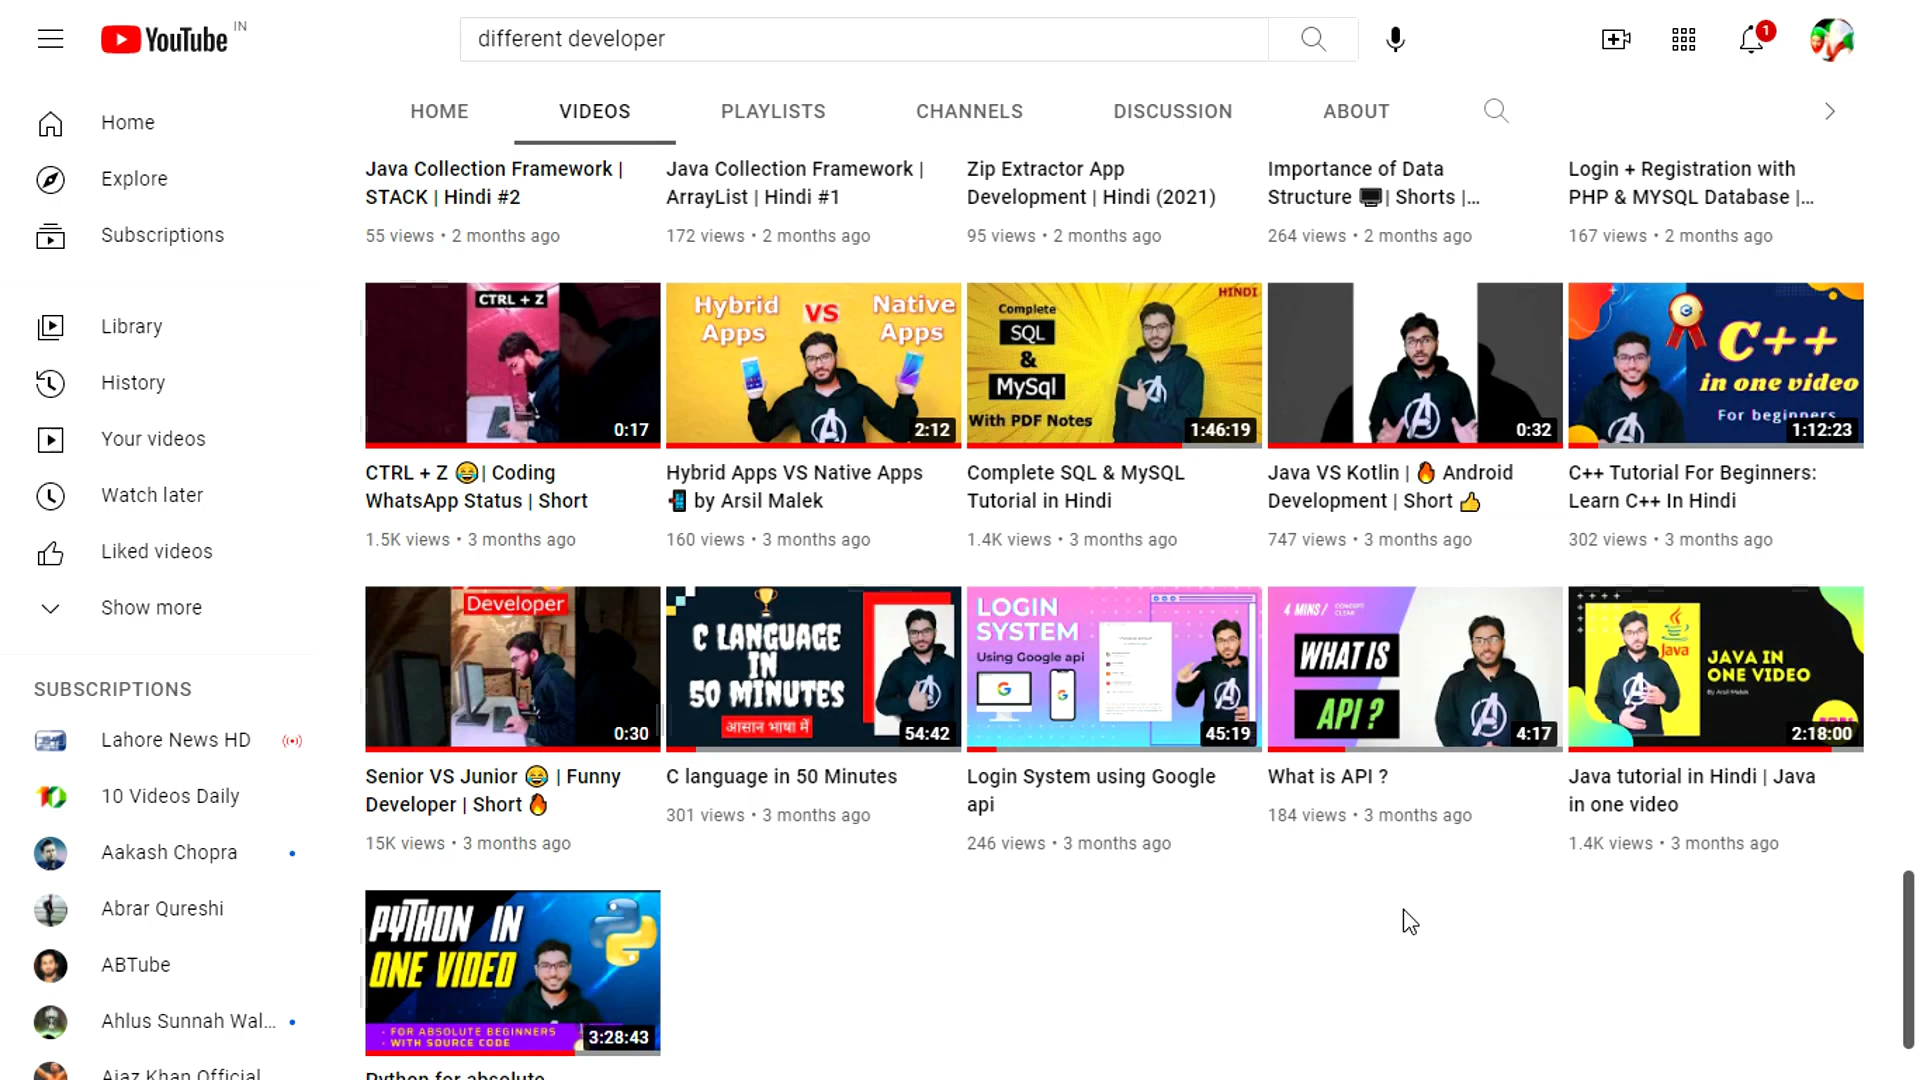 YouTube IN
different developer
1
Home
Explore
Subscriptions
Library
History
Your videos
Watch later
Liked videos
Show more
SUBSCRIPTIONS
Lahore News HD
10 Videos Daily
Aakash Chopra
Abrar Qureshi
ABTube
Ahlus Sunnah Wal...
Ajaz Khan Official
HOME VIDEOS PLAYLISTS CHANNELS DISCUSSION ABOUT
Java Collection Framework |
STACK | Hindi #2
55 views • 2 months ago
Java Collection Framework |
ArrayList | Hindi #1
172 views • 2 months ago
Zip Extractor App
Development | Hindi (2021)
95 views • 2 months ago
Importance of Data
Structure 🖥️| Shorts |...
264 views • 2 months ago
Login + Registration with
PHP & MYSQL Database |...
167 views • 2 months ago
CTRL + Z
0:17
CTRL + Z 😂| Coding
WhatsApp Status | Short
1.5K views • 3 months ago
Hybrid Apps VS Native Apps
2:12
Hybrid Apps VS Native Apps
📲 by Arsil Malek
160 views • 3 months ago
HINDI
Complete
SQL
&
MySql
With PDF Notes
1:46:19
Complete SQL & MySQL
Tutorial in Hindi
1.4K views • 3 months ago
0:32
Java VS Kotlin | 🔥 Android
Development | Short 👍
747 views • 3 months ago
C++
in one video
For beginners
1:12:23
C++ Tutorial For Beginners:
Learn C++ In Hindi
302 views • 3 months ago
Developer
0:30
Senior VS Junior 😂 | Funny
Developer | Short 🔥
15K views • 3 months ago
C LANGUAGE
IN
50 MINUTES
आसान भाषा में
54:42
C language in 50 Minutes
301 views • 3 months ago
LOGIN
SYSTEM
Using Google api
45:19
Login System using Google
api
246 views • 3 months ago
4 MINS/ CONCEPT
CLEAR
WHAT IS
API ?
4:17
What is API ?
184 views • 3 months ago
Java
JAVA IN
ONE VIDEO
By Arsil Malek
2:18:00
Java tutorial in Hindi | Java
in one video
1.4K views • 3 months ago
PYTHON IN
ONE VIDEO
- FOR ABSOLUTE BEGINNERS
- WITH SOURCE CODE
3:28:43
Python for absolute